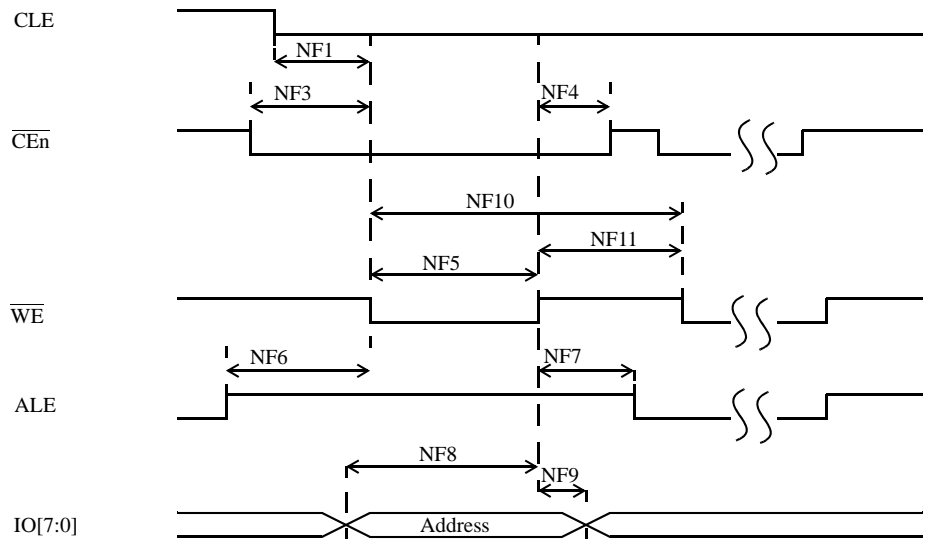 CLE
NF1
NF3
NF4
CEn
NF10
NF11
NF5
WE
NF6
NF7
ALE
NF8
NF9
IO[7:0]
Address